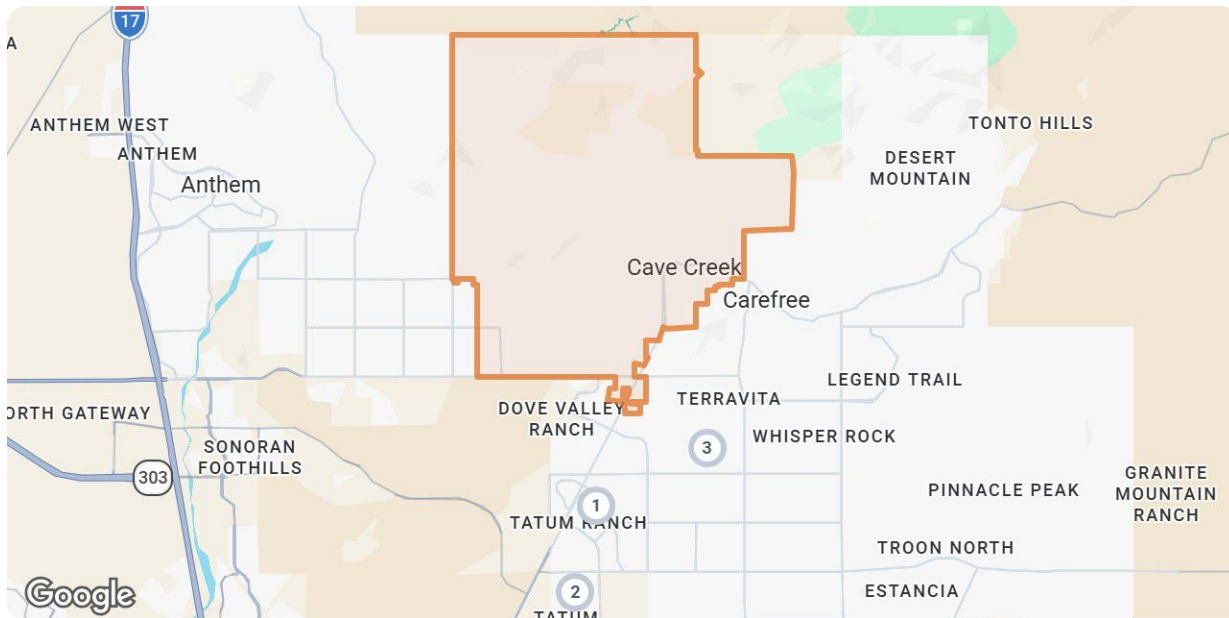 17
A
ANTHEM WEST
ANTHEM
Anthem
TONTO HILLS
DESERT
MOUNTAIN
Cave Creek
Carefree
LEGEND TRAIL
TERRAVITA
DOVE VALLEY
RANCH
ORTH GATEWAY
SONORAN
FOOTHILLS
303
WHISPER ROCK
3
PINNACLE PEAK
GRANITE
MOUNTAIN
RANCH
1
TATUM RANCH
TROON NORTH
2
ESTANCIA
TATUM
Google